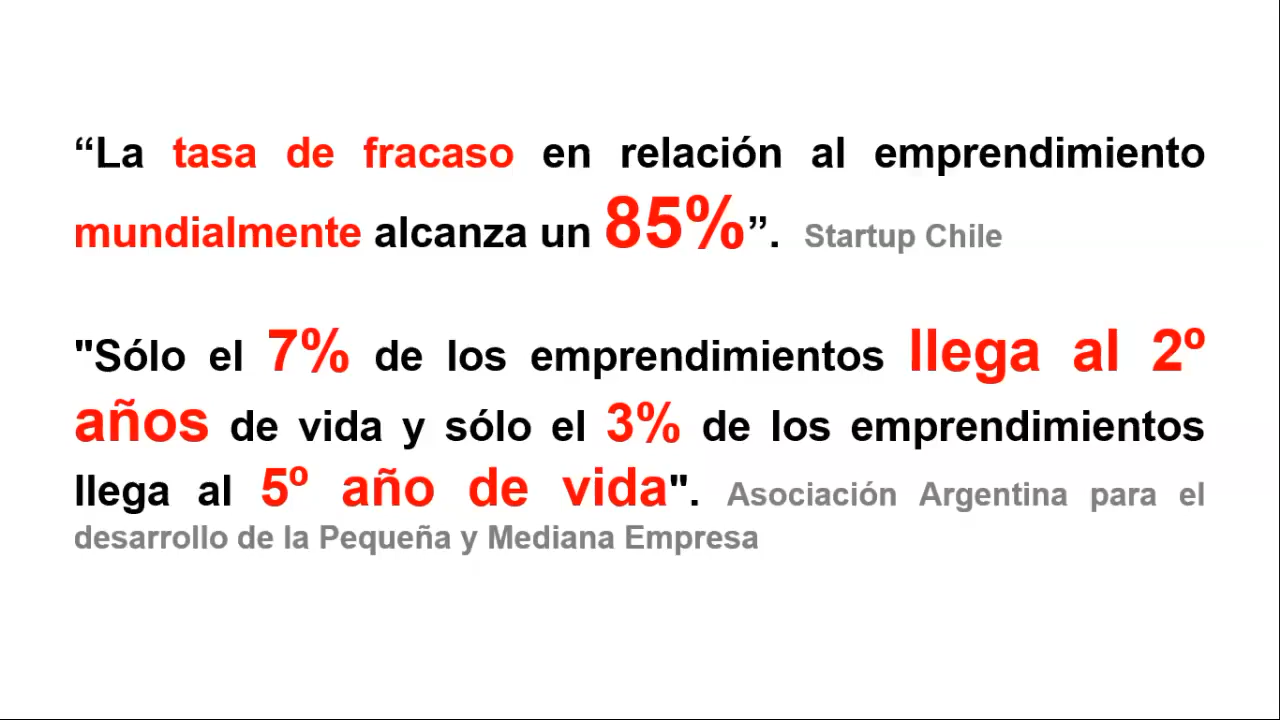 “La tasa de fracaso en relación al emprendimiento
mundialmente alcanza un 85%”. Startup Chile
"Sólo el 7% de los emprendimientos llega al 2º
años de vida y sólo el 3% de los emprendimientos
llega al 5º año de vida". Asociación Argentina para el
desarrollo de la Pequeña y Mediana Empresa